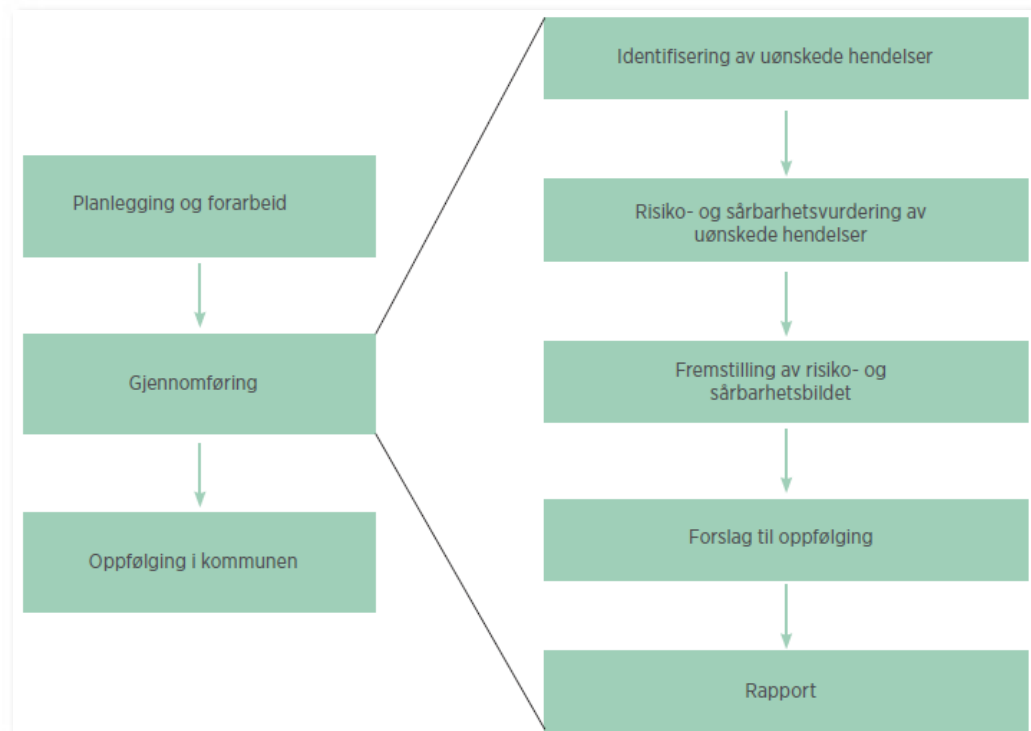 Planlegging og forarbeid
Gjennomføring
Oppfølging i kommunen
Identifisering av uønskede hendelser
Risiko- og sårbarhetsvurdering av
uønskede hendelser
Fremstilling av risiko- og
sårbarhetsbildet
Forslag til oppfølging
Rapport